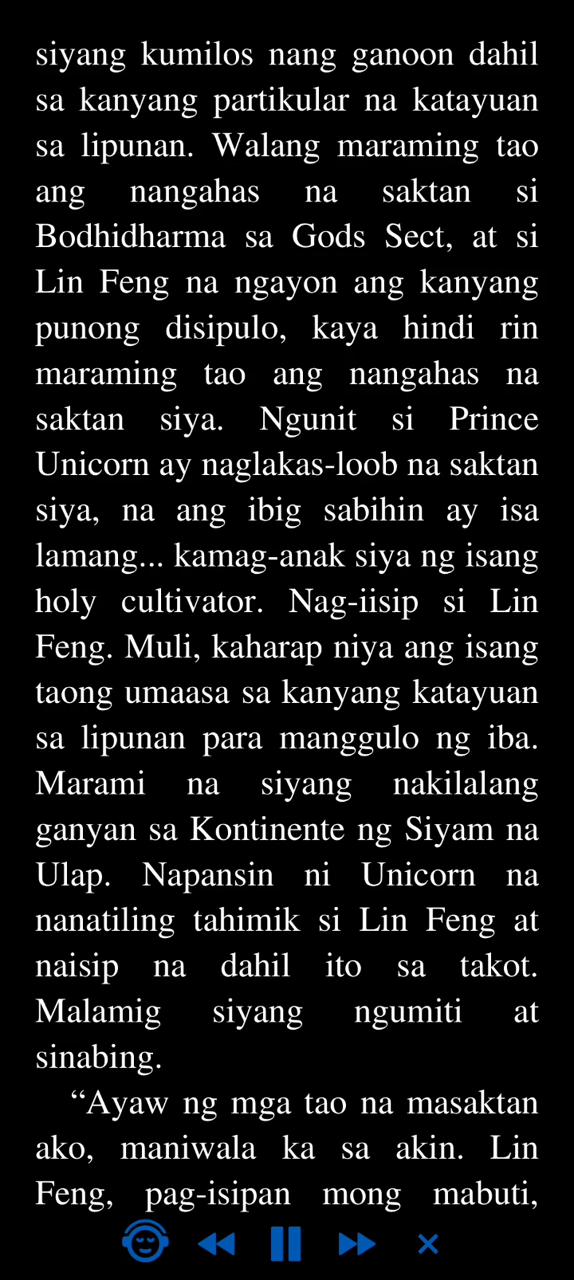 siyang kumilos nang ganoon dahil
sa kanyang partikular na katayuan
sa lipunan. Walang maraming tao
ang nangahas na saktan si
Bodhidharma sa Gods Sect, at si
Lin Feng na ngayon ang kanyang
punong disipulo, kaya hindi rin
maraming tao ang nangahas na
saktan siya. Ngunit si Prince
Unicorn ay naglakas-loob na saktan
siya, na ang ibig sabihin ay isa
lamang... kamag-anak siya ng isang
holy cultivator. Nag-iisip si Lin
Feng. Muli, kaharap niya ang isang
taong umaasa sa kanyang katayuan
sa lipunan para manggulo ng iba.
Marami na siyang nakilalang
ganyan sa Kontinente ng Siyam na
Ulap. Napansin ni Unicorn na
nanatiling tahimik si Lin Feng at
naisip na dahil ito sa takot.
Malamig siyang ngumiti at
sinabing.
“Ayaw ng mga tao na masaktan
ako, maniwala ka sa akin. Lin
Feng, pag-isipan mong mabuti,